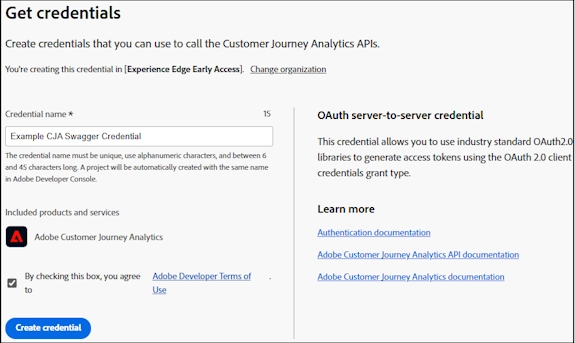 Get credentials
Create credentials that you can use to call the Customer Journey Analytics APIs.
You're creating this credential in [Experience Edge Early Access]. Change organization
Credential name * 15
Example CJA Swagger Credential
The credential name must be unique, use alphanumeric characters, and between 6
and 45 characters long. A project will be automatically created with the same name
in Adobe Developer Console.
Included products and services
Adobe Customer Journey Analytics
By checking this box, you agree to Adobe Developer Terms of Use.
Create credential
OAuth server-to-server credential
This credential allows you to use industry standard OAuth2.0
libraries to generate access tokens using the OAuth 2.0 client
credentials grant type.
Learn more
Authentication documentation
Adobe Customer Journey Analytics API documentation
Adobe Customer Journey Analytics documentation